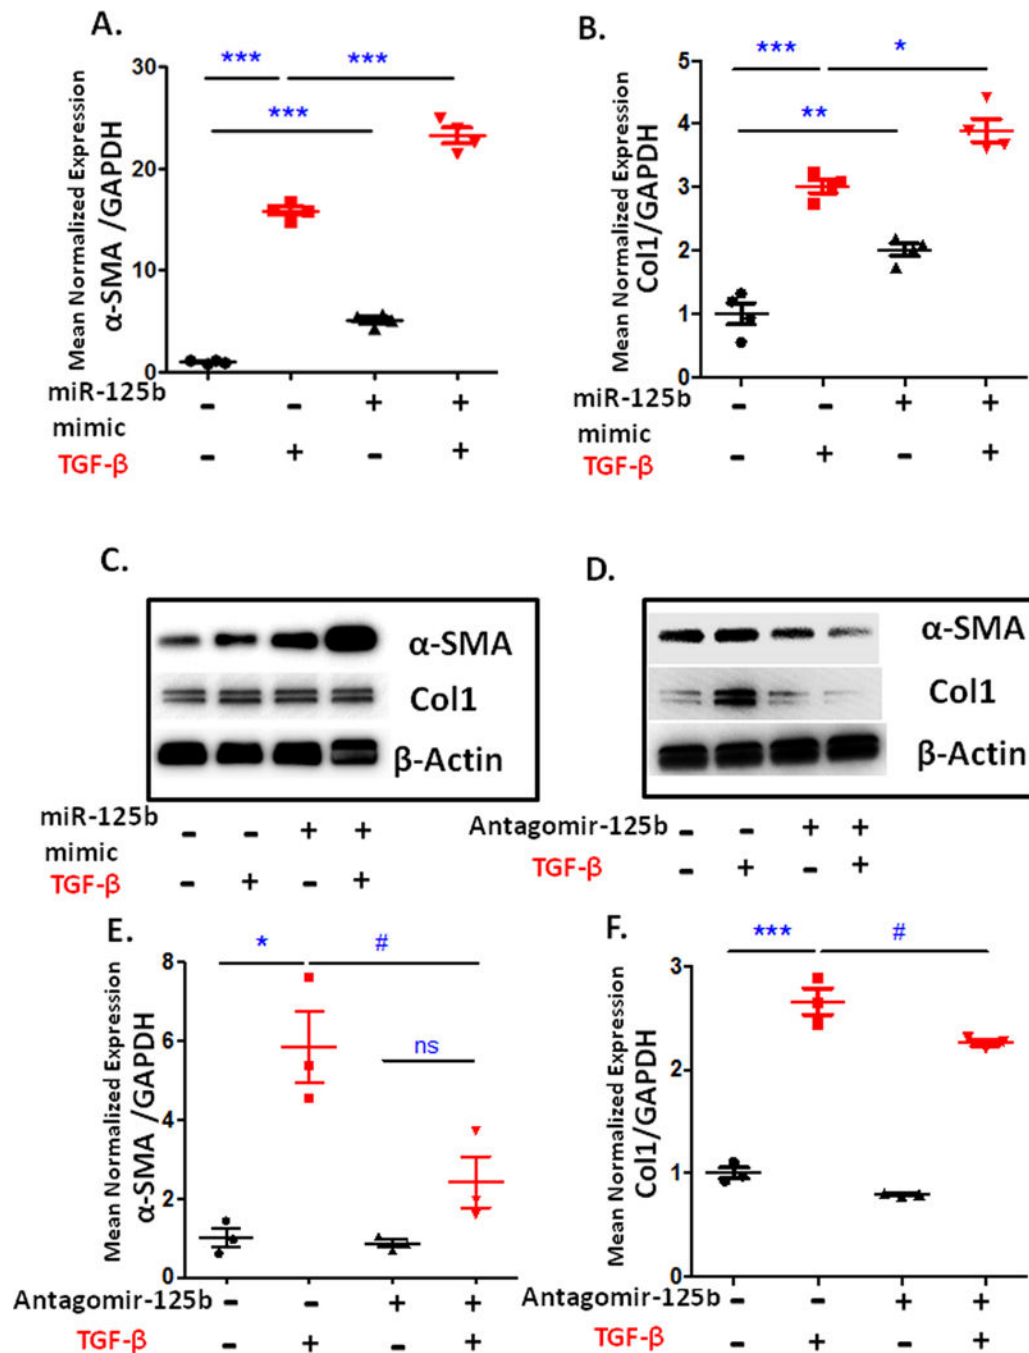 A.
*** ***
***
Mean Normalized Expression
α-SMA /GAPDH
30
20
10
0
miR-125b - - + +
mimic
TGF-β - + - +
B.
*** *
**
Mean Normalized Expression
Col1/GAPDH
5
4
3
2
1
0
miR-125b - - + +
mimic
TGF-β - + - +
C.
α-SMA
Col1
β-Actin
miR-125b - - + +
mimic
TGF-β - + - +
D.
α-SMA
Col1
β-Actin
Antagomir-125b - - + +
TGF-β - + - +
E.
* #
ns
Mean Normalized Expression
α-SMA /GAPDH
8
6
4
2
0
Antagomir-125b - - + +
TGF-β - + - +
F.
*** #
Mean Normalized Expression
Col1/GAPDH
3
2
1
0
Antagomir-125b - - + +
TGF-β - + - +